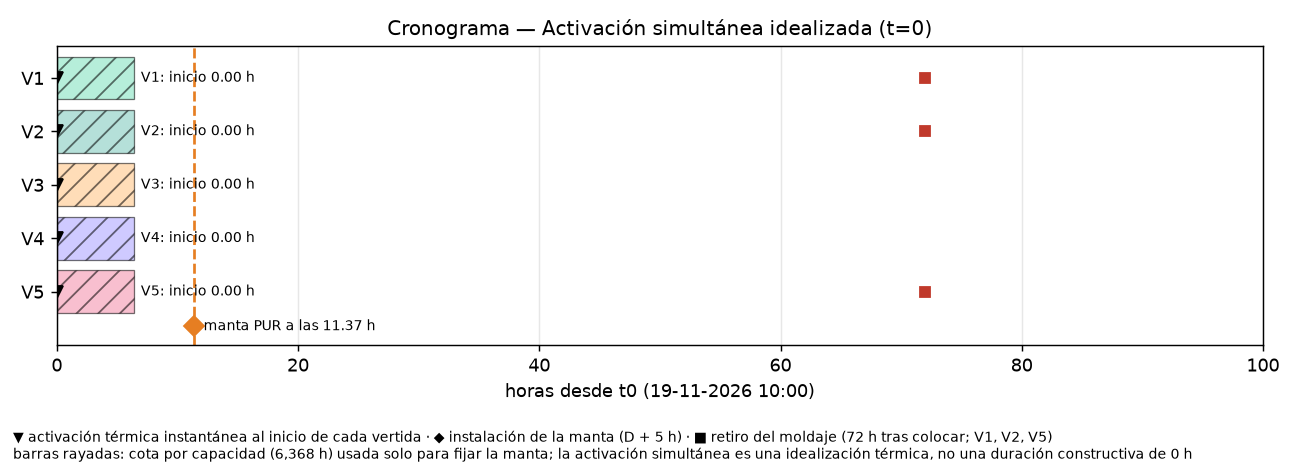 Cronograma — Activación simultánea idealizada (t=0)
V1 V1: inicio 0.00 h
V2 V2: inicio 0.00 h
V3 V3: inicio 0.00 h
V4 V4: inicio 0.00 h
V5 V5: inicio 0.00 h
manta PUR a las 11.37 h
0 20 40 60 80 100
horas desde t0 (19-11-2026 10:00)
▼ activación térmica instantánea al inicio de cada vertida · ◆ instalación de la manta (D + 5 h) · ■ retiro del moldaje (72 h tras colocar; V1, V2, V5)
barras rayadas: cota por capacidad (6,368 h) usada solo para fijar la manta; la activación simultánea es una idealización térmica, no una duración constructiva de 0 h